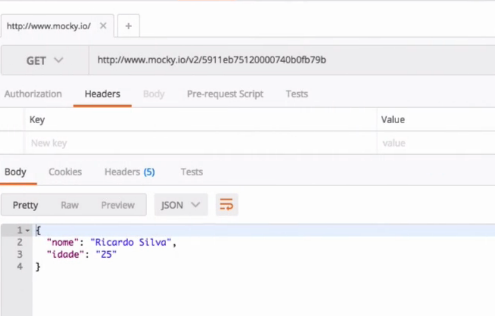 http://www.mocky.io/ × +
GET http://www.mocky.io/v2/5911eb75120000740b0fb79b
Authorization Headers Body Pre-request Script Tests
Key Value
New key value
Body Cookies Headers (5) Tests
Pretty Raw Preview JSON
1 {
2 "nome": "Ricardo Silva",
3 "idade": "25"
4 }